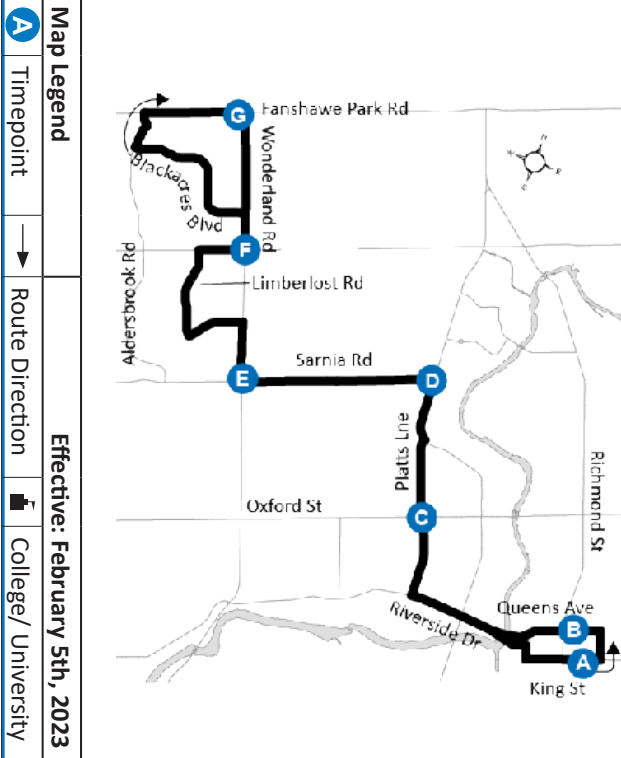 G
Fanshawe Park Rd
Wonderland Rd
Blackacres Blvd
F
Aldersbrook Rd
Limberlost Rd
E
Sarnia Rd
D
Platts Lne
Richmond St
Oxford St
C
Riverside Dr
Queens Ave
B
A
King St
N
E
S
W
Map Legend
Effective: February 5th, 2023
A Timepoint
Route Direction
College/ University